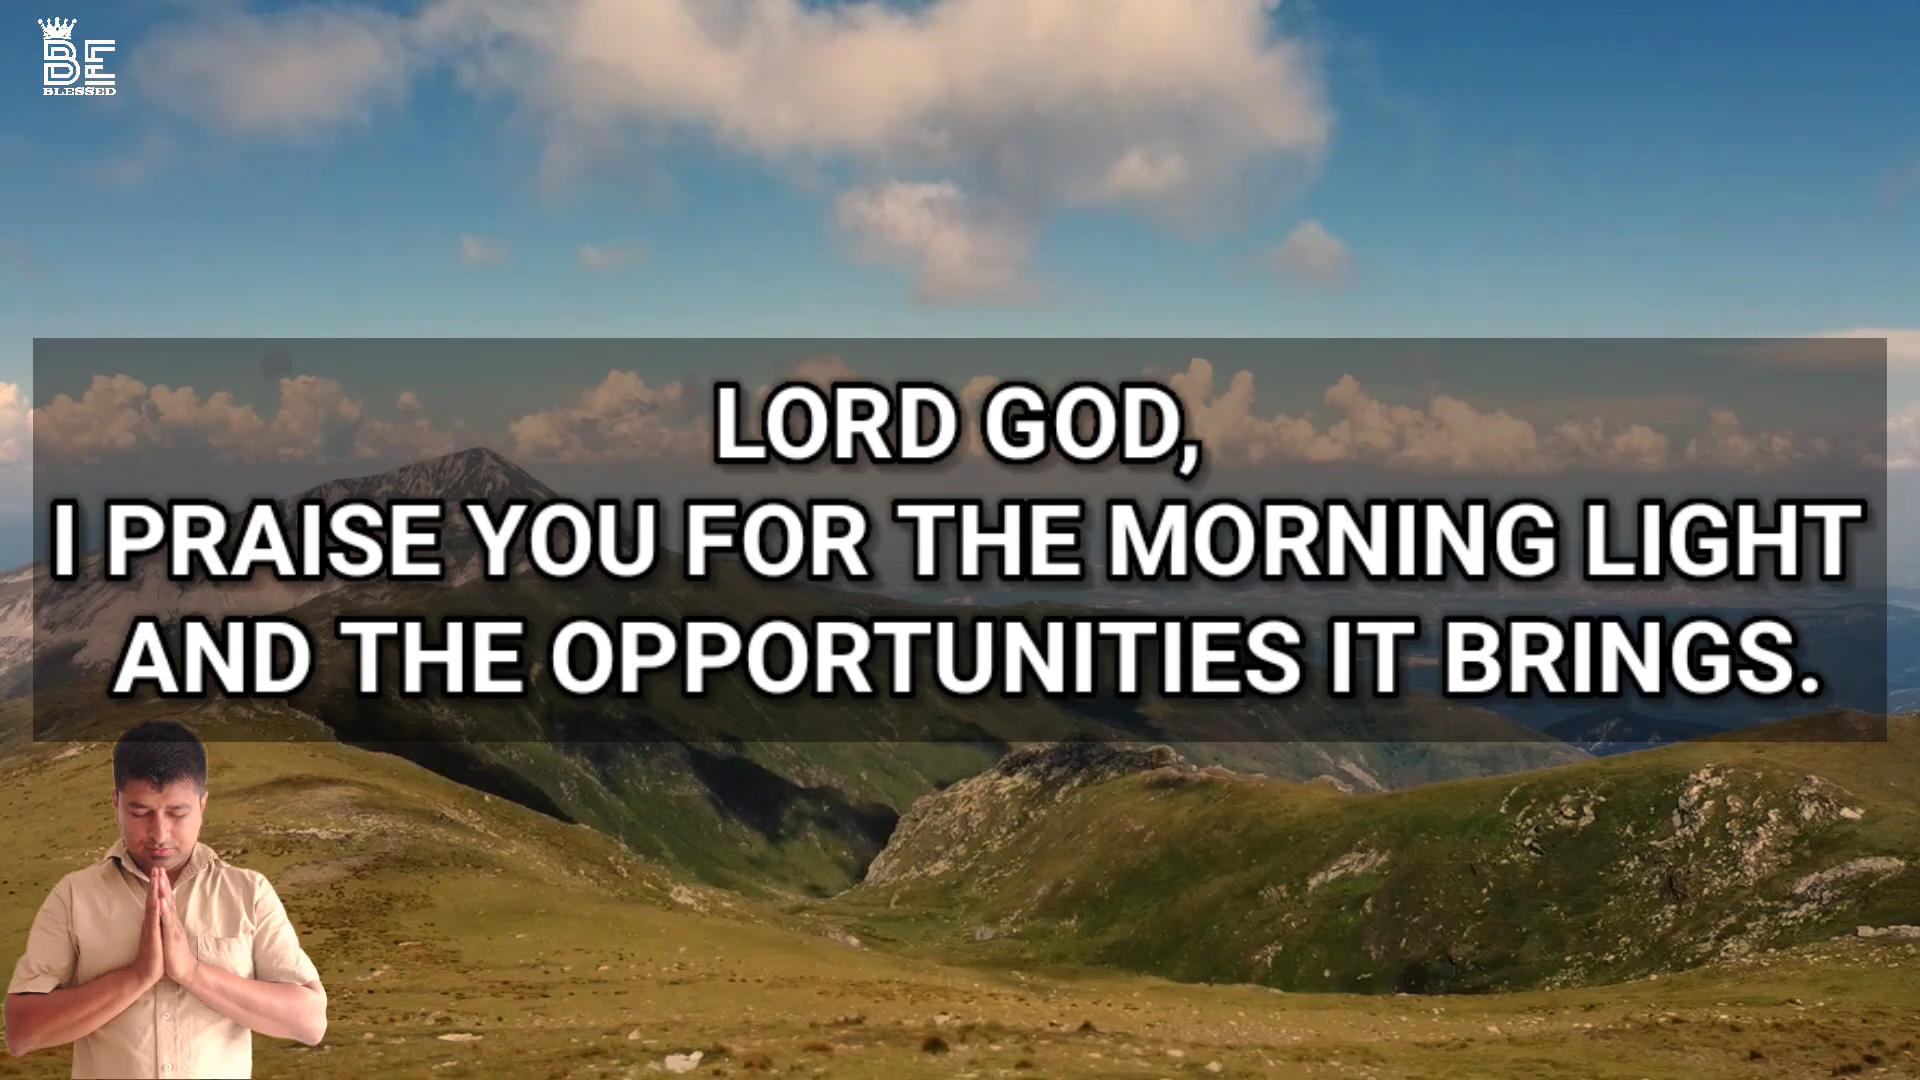 BE
BLESSED
LORD GOD,
I PRAISE YOU FOR THE MORNING LIGHT
AND THE OPPORTUNITIES IT BRINGS.